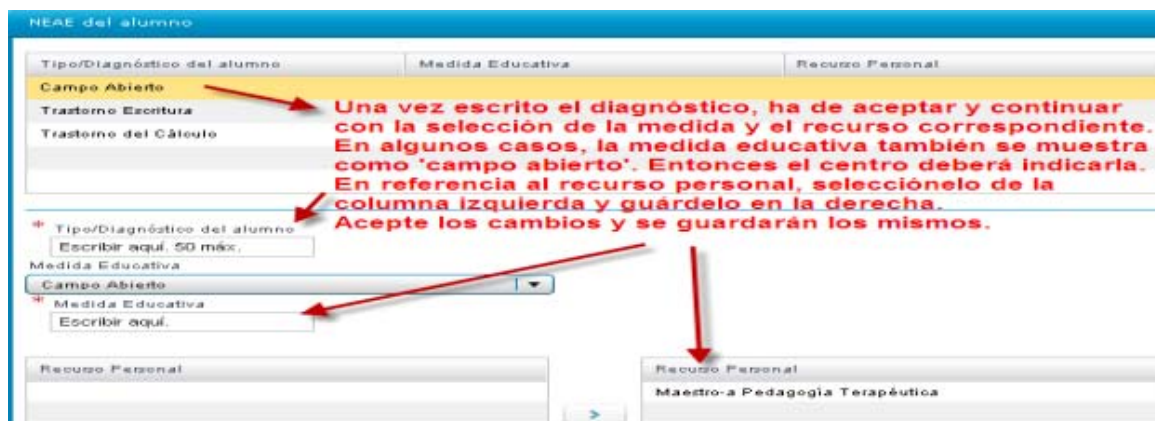 NEAE del alumno
Tipo/Diagnóstico del alumno Medida Educativa Recurso Personal
Campo Abierto
Trastorno Escritura
Trastorno del Cálculo
Una vez escrito el diagnóstico, ha de aceptar y continuar
con la selección de la medida y el recurso correspondiente.
En algunos casos, la medida educativa también se muestra
como 'campo abierto'. Entonces el centro deberá indicarla.
En referencia al recurso personal, selecciónelo de la
columna izquierda y guárdelo en la derecha.
Acepte los cambios y se guardarán los mismos.
* Tipo/Diagnóstico del alumno
Escribir aquí. 50 máx.
Medida Educativa
Campo Abierto
* Medida Educativa
Escribir aquí.
Recurso Personal Recurso Personal
Maestro-a Pedagogìa Terapéutica
>